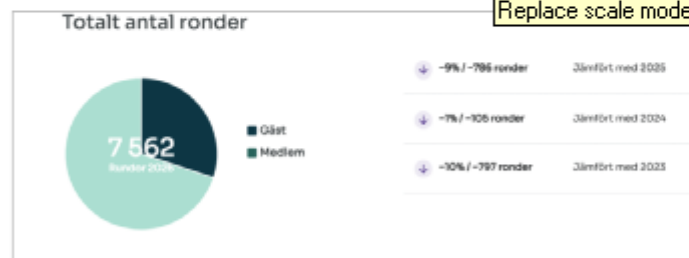 Replace scale mode
Totalt antal ronder
7 562
Rundor 2026
Gäst
Medlem
-9% / -786 ronder Jämfört med 2025
-1% / -105 ronder Jämfört med 2024
-10% / -797 ronder Jämfört med 2023